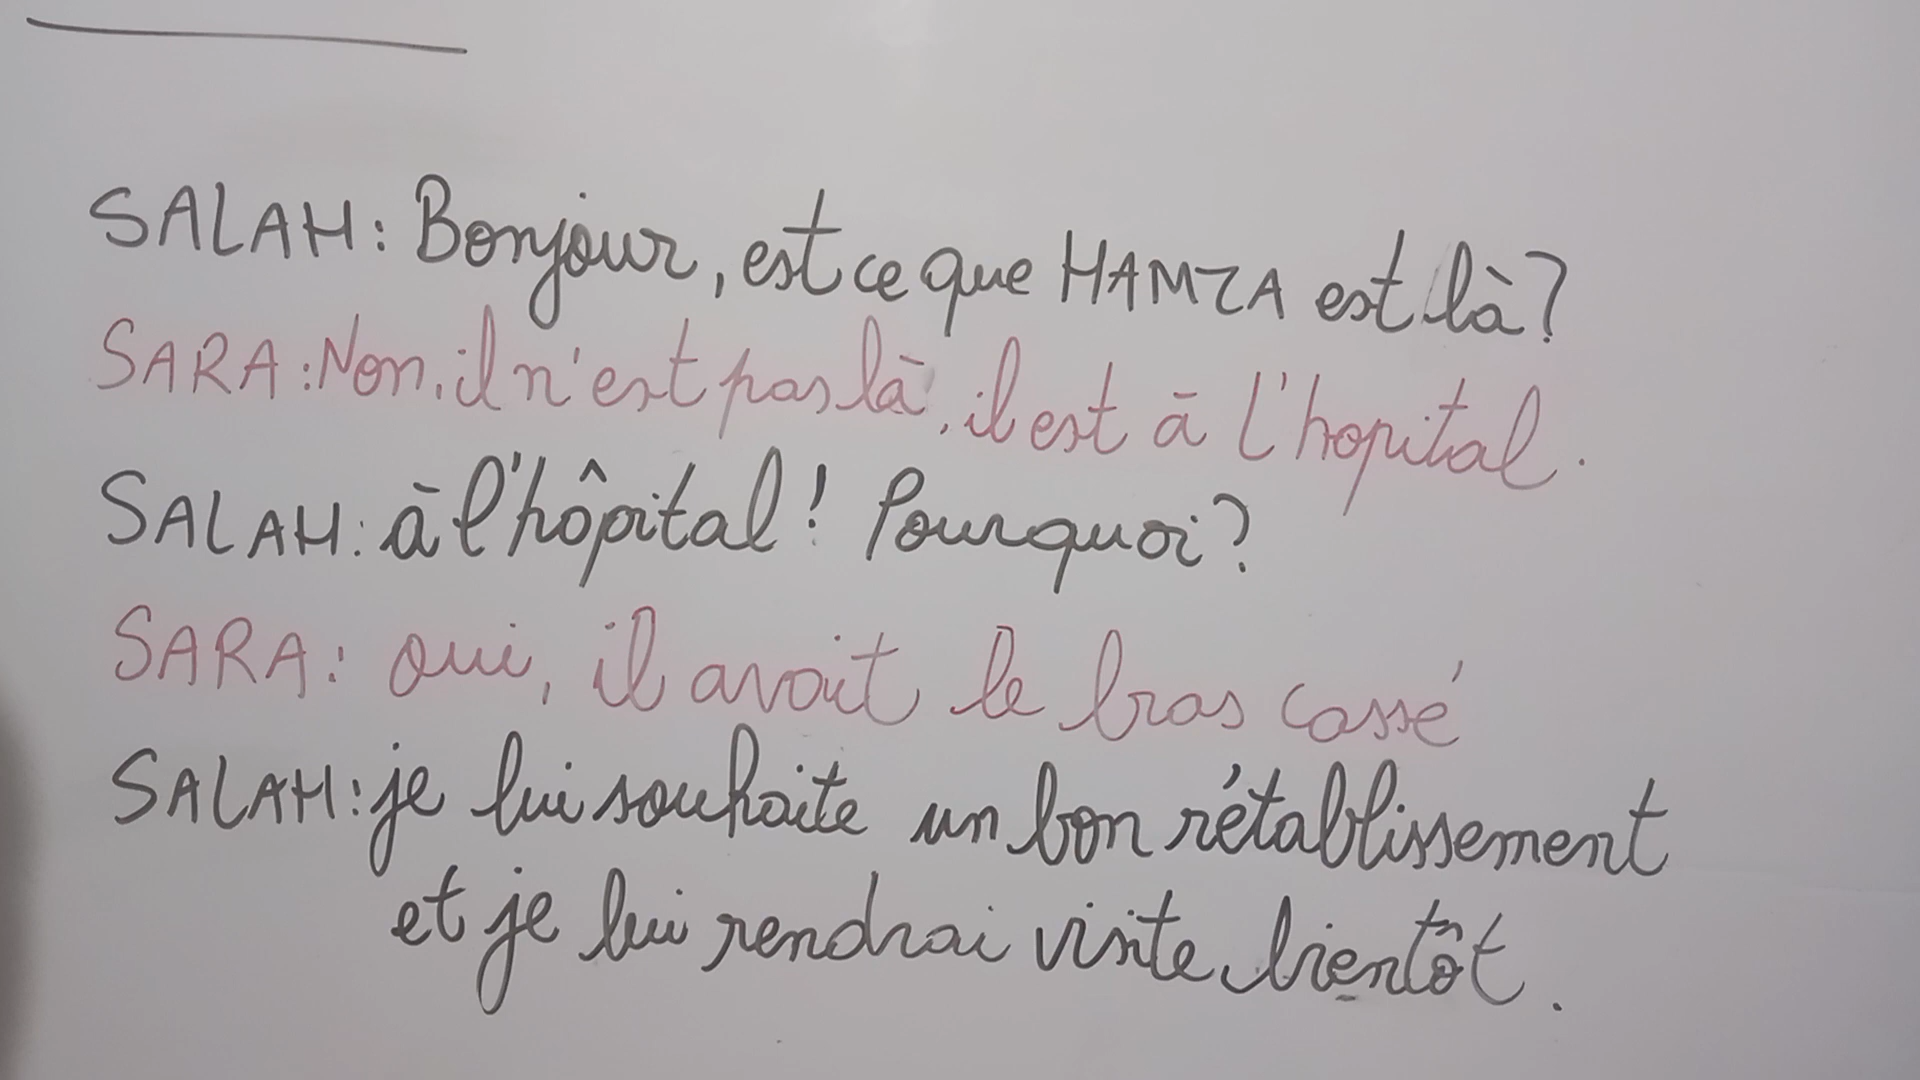 SALAH: Bonjour, est ce que HAMZA est là?
SARA: Non, il n'est pas là, il est à l'hopital.
SALAH: à l'hôpital! Pourquoi?
SARA: oui, il avait le bras cassé
SALAH: je lui souhaite un bon rétablissement
et je lui rendrai visite bientôt.